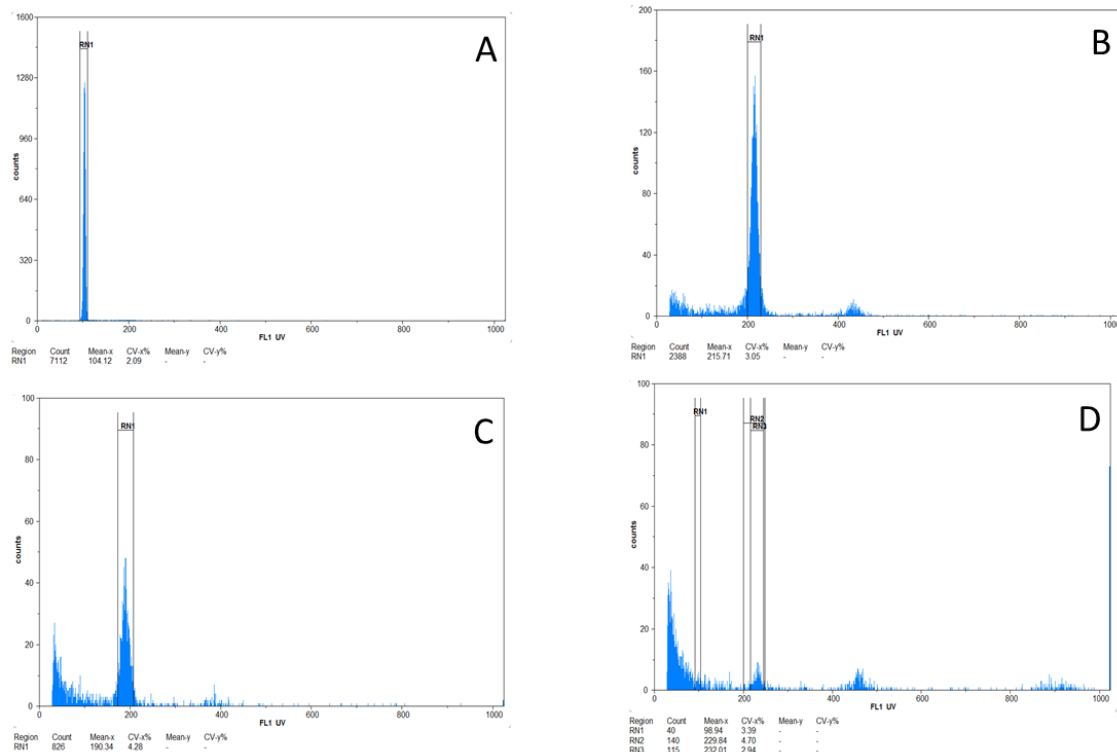 A
RN1
1600
1280
960
640
320
0
counts
0 200 400 600 800 1000
FL1 UV
Region Count Mean-x CV-x% Mean-y CV-y%
RN1 7112 104.12 2.09 - -
B
RN1
200
160
120
80
40
0
counts
0 200 400 600 800 1000
FL1 UV
Region Count Mean-x CV-x% Mean-y CV-y%
RN1 2388 215.71 3.05 - -
C
RN1
100
80
60
40
20
0
counts
0 200 400 600 800 1000
FL1 UV
Region Count Mean-x CV-x% Mean-y CV-y%
RN1 826 190.34 4.28 - -
D
RN1
RN2
RN3
100
80
60
40
20
0
counts
0 200 400 600 800 1000
FL1 UV
Region Count Mean-x CV-x% Mean-y CV-y%
RN1 40 98.94 3.39 - -
RN2 140 229.84 4.70 - -
RN3 115 232.01 2.94 - -